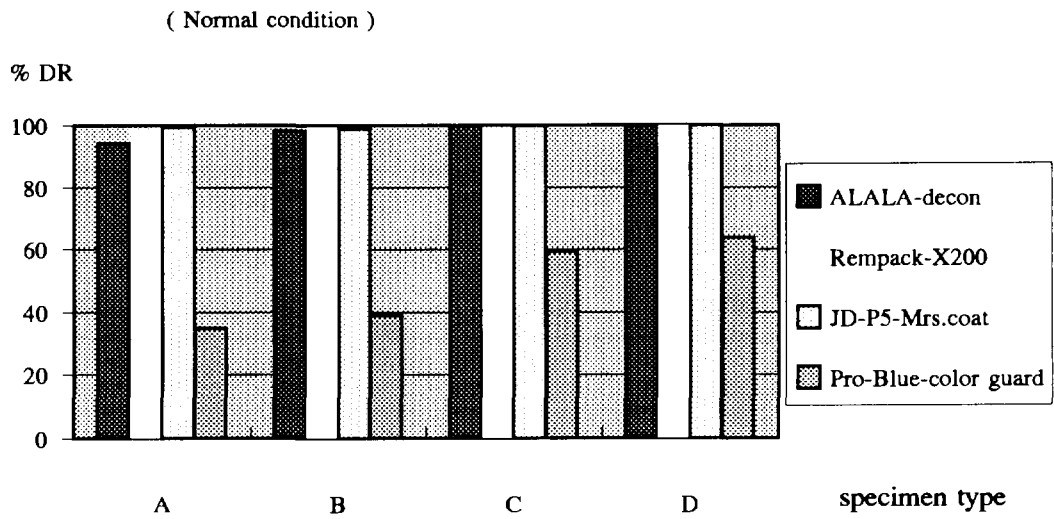 ( Normal condition )
% DR
100
80
60
40
20
0
A B C D
specimen type
ALALA-decon
Rempack-X200
JD-P5-Mrs.coat
Pro-Blue-color guard